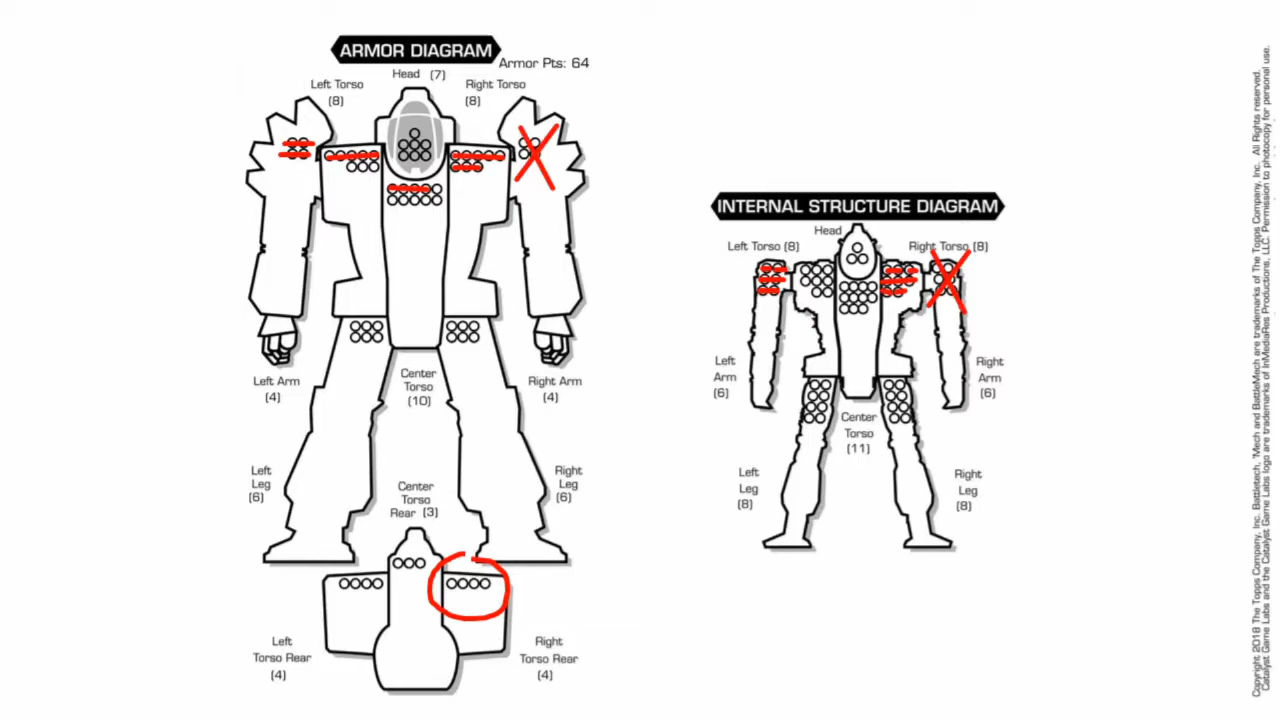 ARMOR DIAGRAM
Armor Pts: 64
Head (7)
Left Torso
(8)
Right Torso
(8)
Left Arm
(4)
Center
Torso
(10)
Right Arm
(4)
Left
Leg
(6)
Right
Leg
(6)
Center
Torso
Rear (3)
Left
Torso Rear
(4)
Right
Torso Rear
(4)
INTERNAL STRUCTURE DIAGRAM
Head
Left Torso (8)
Right Torso (8)
Left
Arm
(6)
Right
Arm
(6)
Center
Torso
(11)
Left
Leg
(8)
Right
Leg
(8)
Copyright 2018 The Topps Company, Inc. Battletech, 'Mech and BattleMech are trademarks of The Topps Company, Inc. All Rights reserved.
Catalyst Game Labs and the Catalyst Game Labs logo are trademarks of InMediaRes Productions, LLC. Permission to photocopy for personal use.